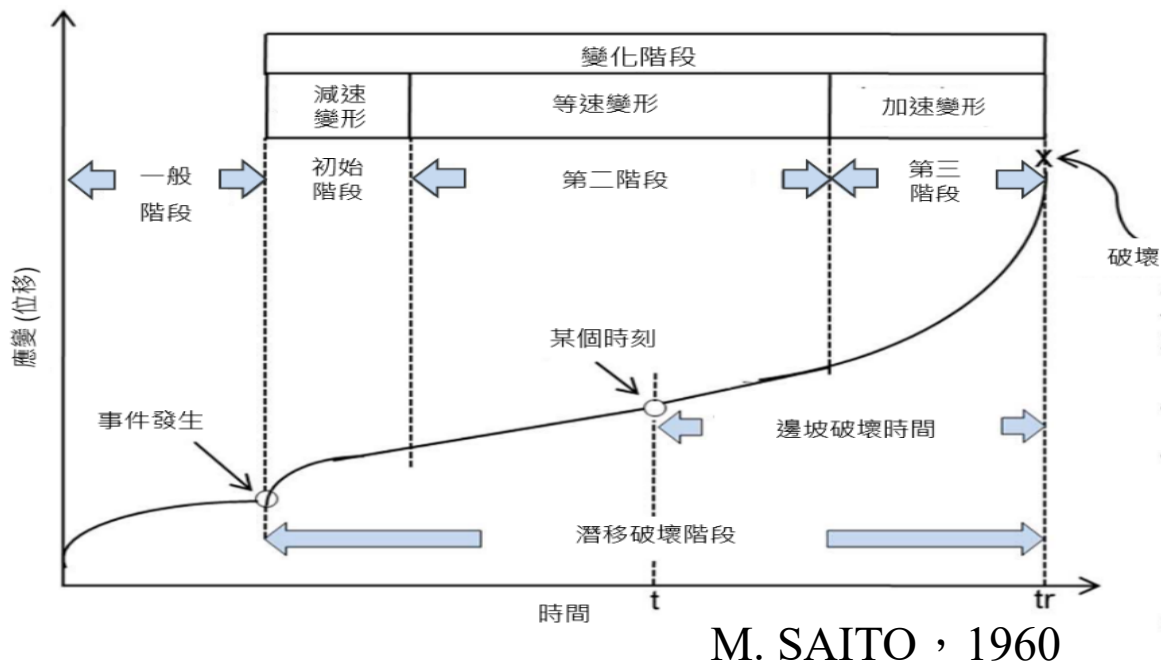 變化階段
減速
變形
等速變形
加速變形
一般
階段
初始
階段
第二階段
第三
階段
x
破壞
應變(位移)
某個時刻
事件發生
邊坡破壞時間
潛移破壞階段
時間
t
tr
M. SAITO，1960